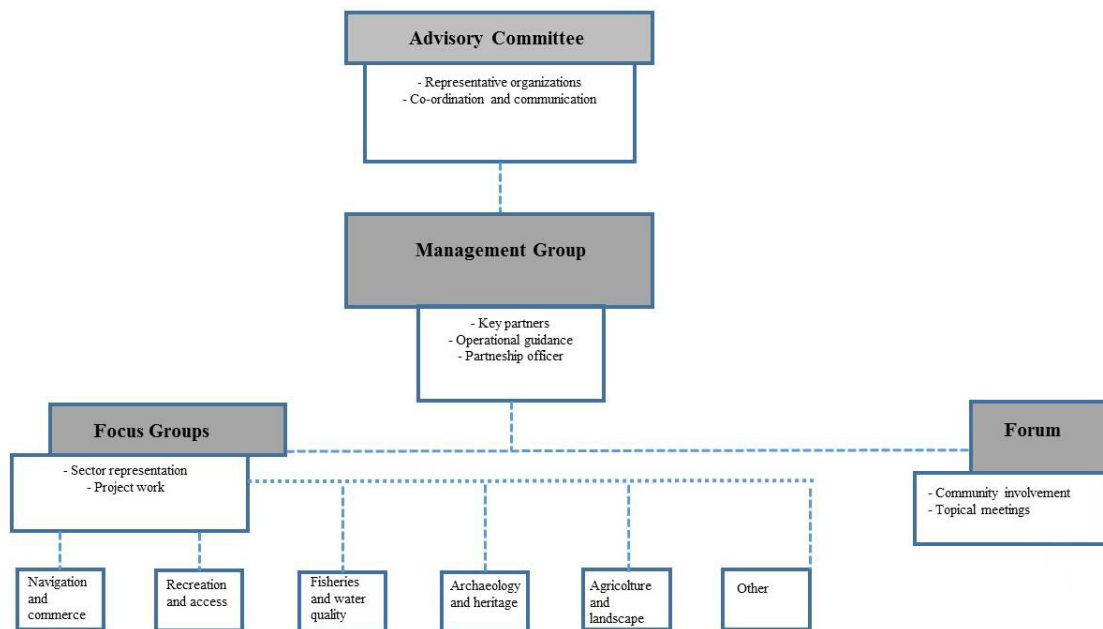 Advisory Committee
- Representative organizations
- Co-ordination and communication
Management Group
- Key partners
- Operational guidance
- Partneship officer
Focus Groups
- Sector representation
- Project work
Forum
- Community involvement
- Topical meetings
Navigation
and
commerce
Recreation
and access
Fisheries
and water
quality
Archaeology
and heritage
Agricolture
and
landscape
Other